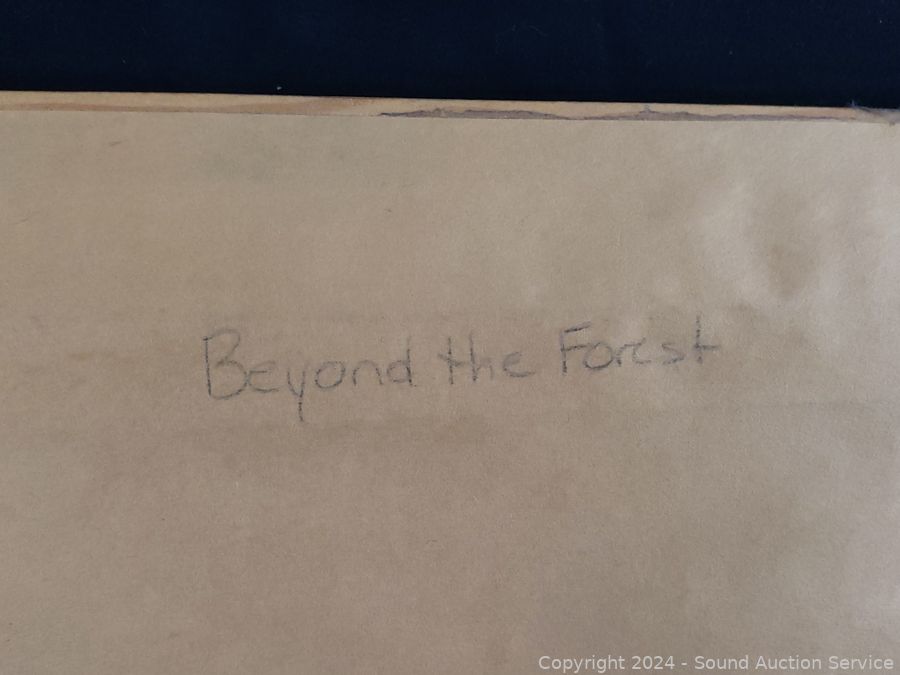 Beyond the Forest
Copyright 2024 - Sound Auction Service